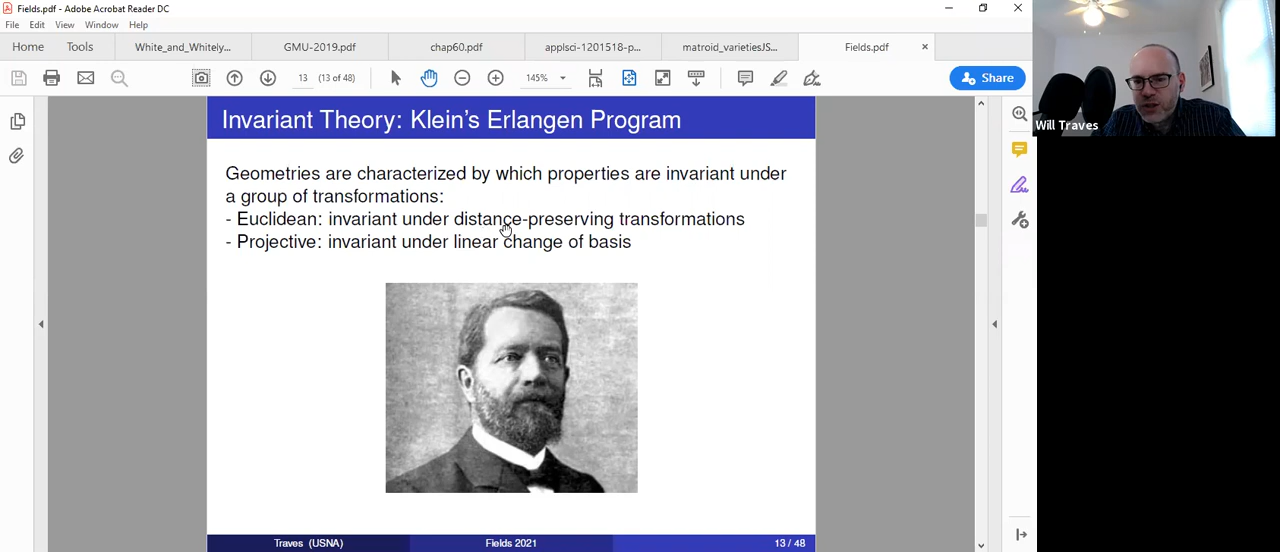 Fields.pdf - Adobe Acrobat Reader DC
File Edit View Window Help
Home Tools White_and_Whitely... GMU-2019.pdf chap60.pdf applsci-1201518-p... matroid_varietiesJS... Fields.pdf ×
13 (13 of 48) 145% Share
Will Traves
Invariant Theory: Klein's Erlangen Program
Geometries are characterized by which properties are invariant under
a group of transformations:
- Euclidean: invariant under distance-preserving transformations
- Projective: invariant under linear change of basis
Traves (USNA) Fields 2021 13 / 48